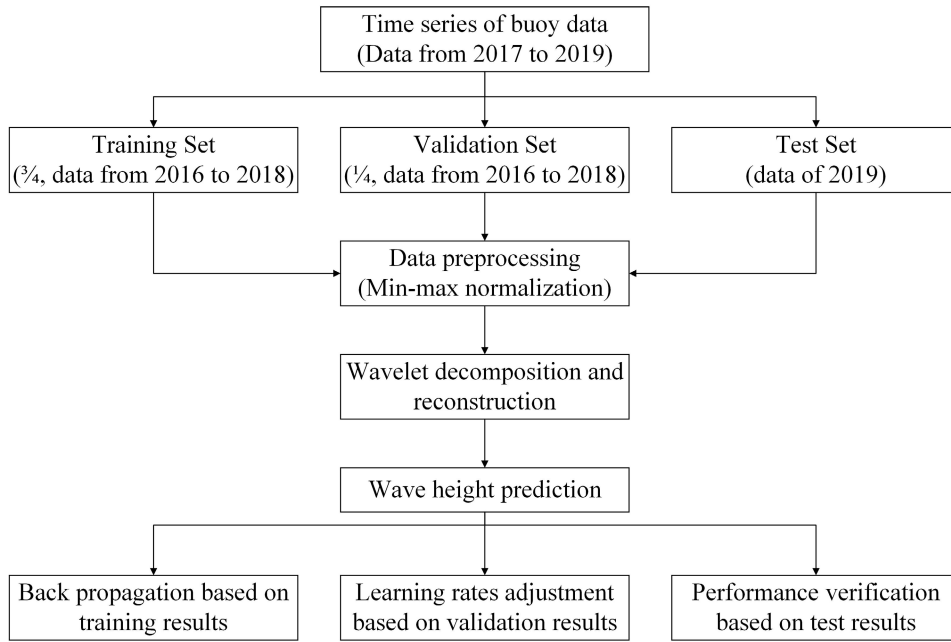 Time series of buoy data
(Data from 2017 to 2019)
Training Set
(¾, data from 2016 to 2018)
Validation Set
(¼, data from 2016 to 2018)
Test Set
(data of 2019)
Data preprocessing
(Min-max normalization)
Wavelet decomposition and
reconstruction
Wave height prediction
Back propagation based on
training results
Learning rates adjustment
based on validation results
Performance verification
based on test results